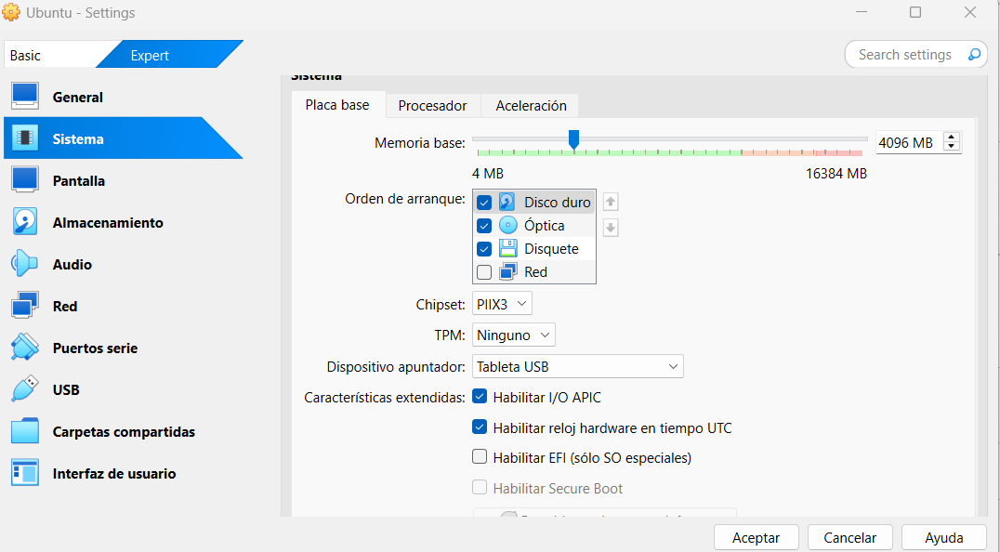 Ubuntu - Settings
Basic
Expert
Search settings
General
Sistema
Pantalla
Almacenamiento
Audio
Red
Puertos serie
USB
Carpetas compartidas
Interfaz de usuario
Sistema
Placa base
Procesador
Aceleración
Memoria base:
4096 MB
4 MB
16384 MB
Orden de arranque:
Disco duro
Óptica
Disquete
Red
Chipset:
PIIX3
TPM:
Ninguno
Dispositivo apuntador:
Tableta USB
Características extendidas:
Habilitar I/O APIC
Habilitar reloj hardware en tiempo UTC
Habilitar EFI (sólo SO especiales)
Habilitar Secure Boot
Aceptar
Cancelar
Ayuda